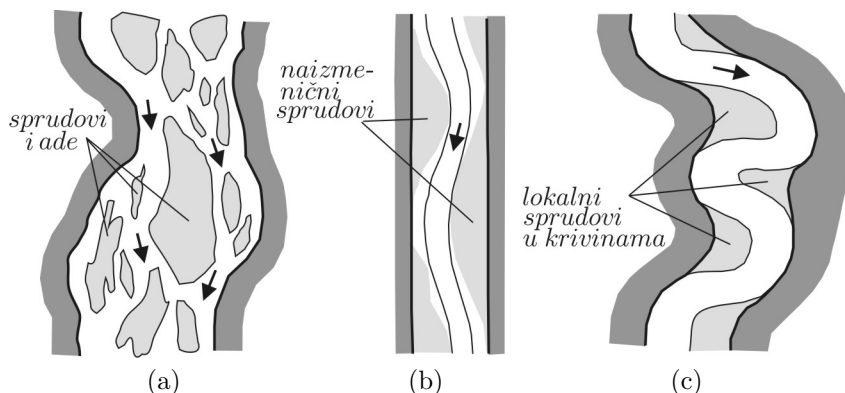 sprudovi
i ade
naizme-
nični
sprudovi
lokalni
sprudovi
u krivinama
(a)
(b)
(c)